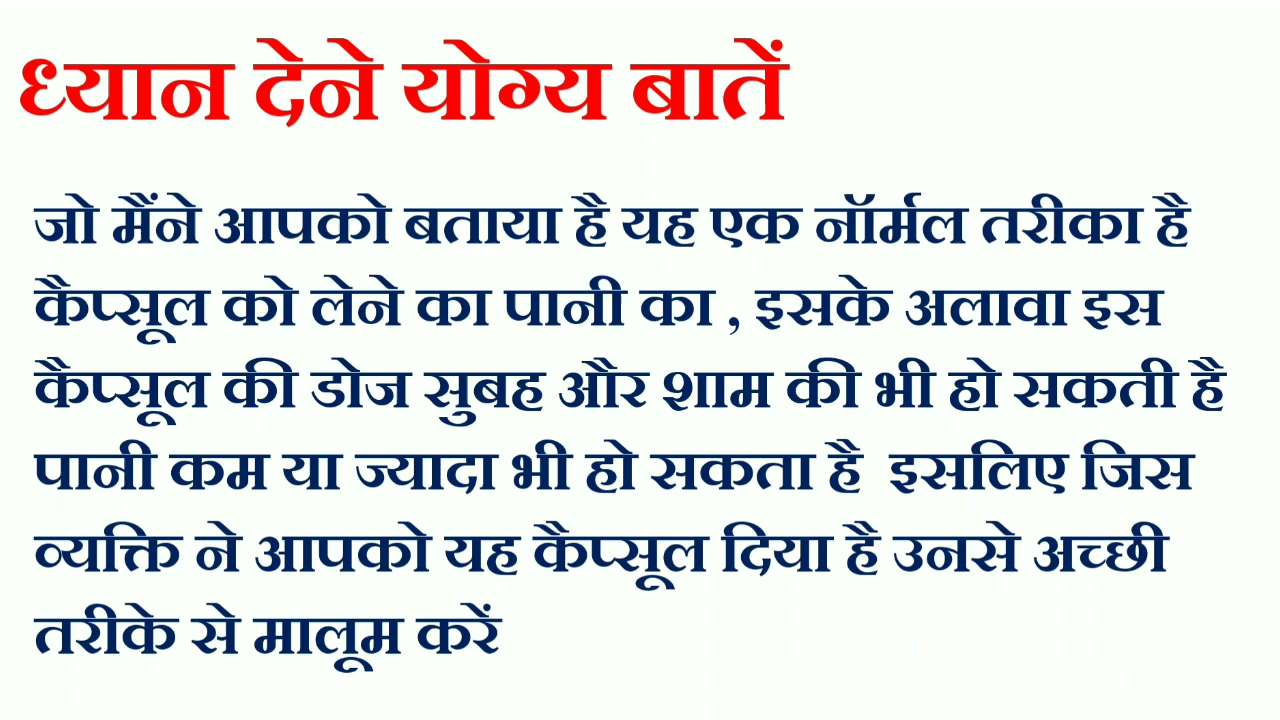 ध्यान देने योग्य बातें
जो मैंने आपको बताया है यह एक नॉर्मल तरीका है
कैप्सूल को लेने का पानी का , इसके अलावा इस
कैप्सूल की डोज सुबह और शाम की भी हो सकती है
पानी कम या ज्यादा भी हो सकता है इसलिए जिस
व्यक्ति ने आपको यह कैप्सूल दिया है उनसे अच्छी
तरीके से मालूम करें